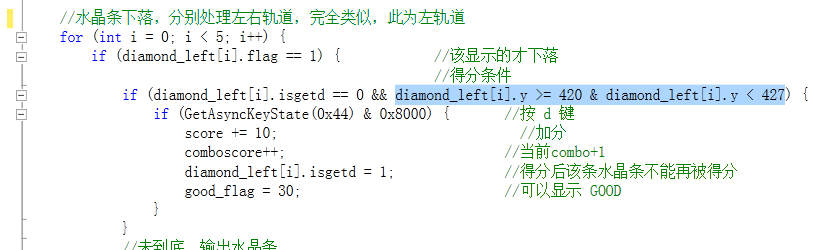 //水晶条下落，分别处理左右轨道，完全类似，此为左轨道
for (int i = 0; i < 5; i++) {
if (diamond_left[i].flag == 1) { //该显示的才下落
//得分条件
if (diamond_left[i].isgetd == 0 && diamond_left[i].y >= 420 & diamond_left[i].y < 427) {
if (GetAsyncKeyState(0x44) & 0x8000) { //按 d 键
score += 10; //加分
comboscore++; //当前combo+1
diamond_left[i].isgetd = 1; //得分后该条水晶条不能再被得分
good_flag = 30; //可以显示 GOOD
}
}
//未到底，输出水晶条